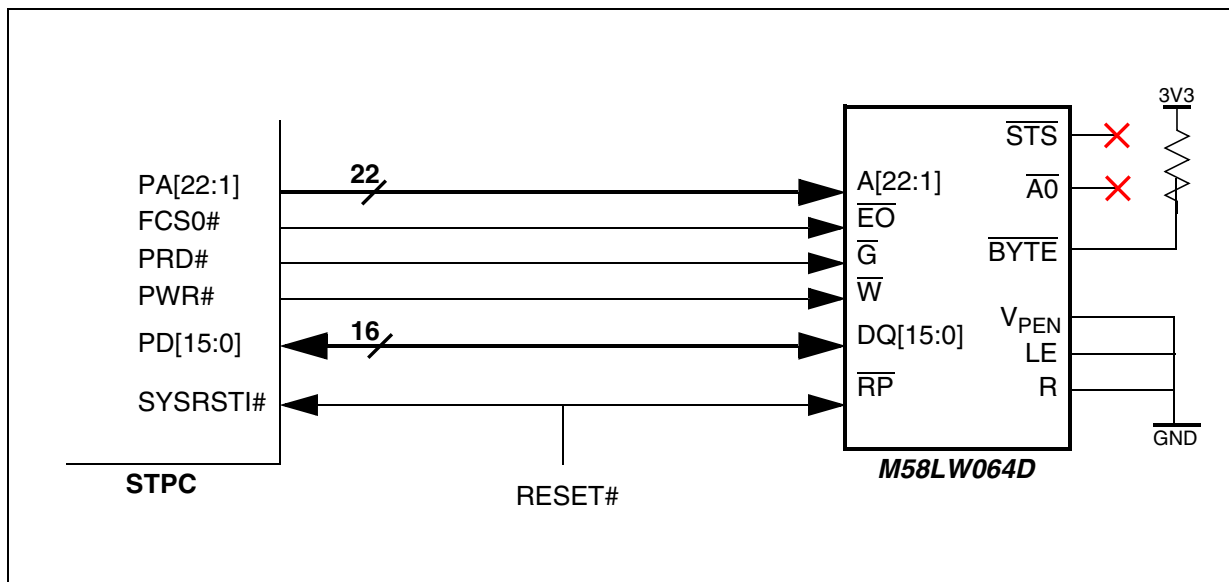 PA[22:1]
FCS0#
PRD#
PWR#
PD[15:0]
SYSRSTI#
STPC
22
16
RESET#
A[22:1]
EO
G
W
DQ[15:0]
RP
STS
A0
BYTE
VPEN
LE
R
M58LW064D
3V3
GND